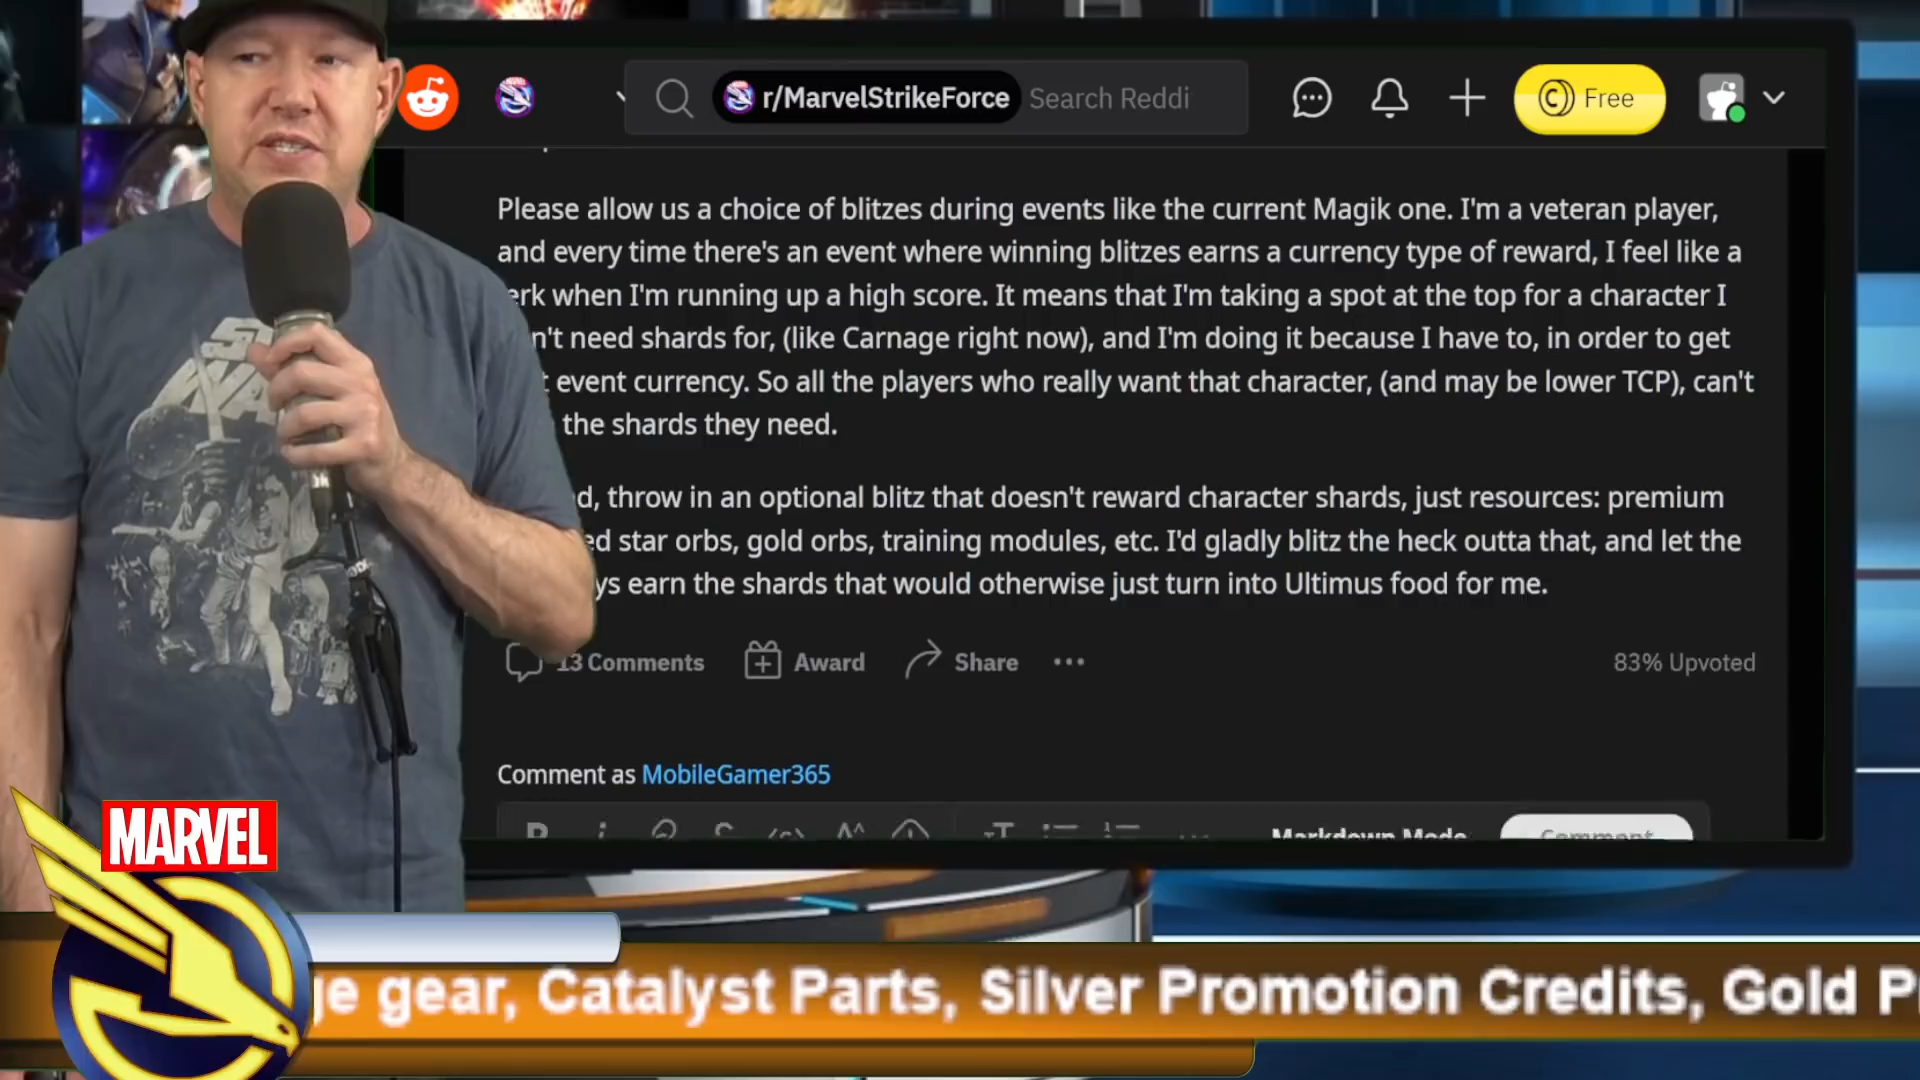 r/MarvelStrikeForce Search Reddi
Free
Please allow us a choice of blitzes during events like the current Magik one. I'm a veteran player,
and every time there's an event where winning blitzes earns a currency type of reward, I feel like a
erk when I'm running up a high score. It means that I'm taking a spot at the top for a character I
n't need shards for, (like Carnage right now), and I'm doing it because I have to, in order to get
t event currency. So all the players who really want that character, (and may be lower TCP), can't
the shards they need.
d, throw in an optional blitz that doesn't reward character shards, just resources: premium
ed star orbs, gold orbs, training modules, etc. I'd gladly blitz the heck outta that, and let the
ys earn the shards that would otherwise just turn into Ultimus food for me.
13 Comments Award Share 83% Upvoted
Comment as MobileGamer365
Markdown Mode Comment
MARVEL
ge gear, Catalyst Parts, Silver Promotion Credits, Gold P